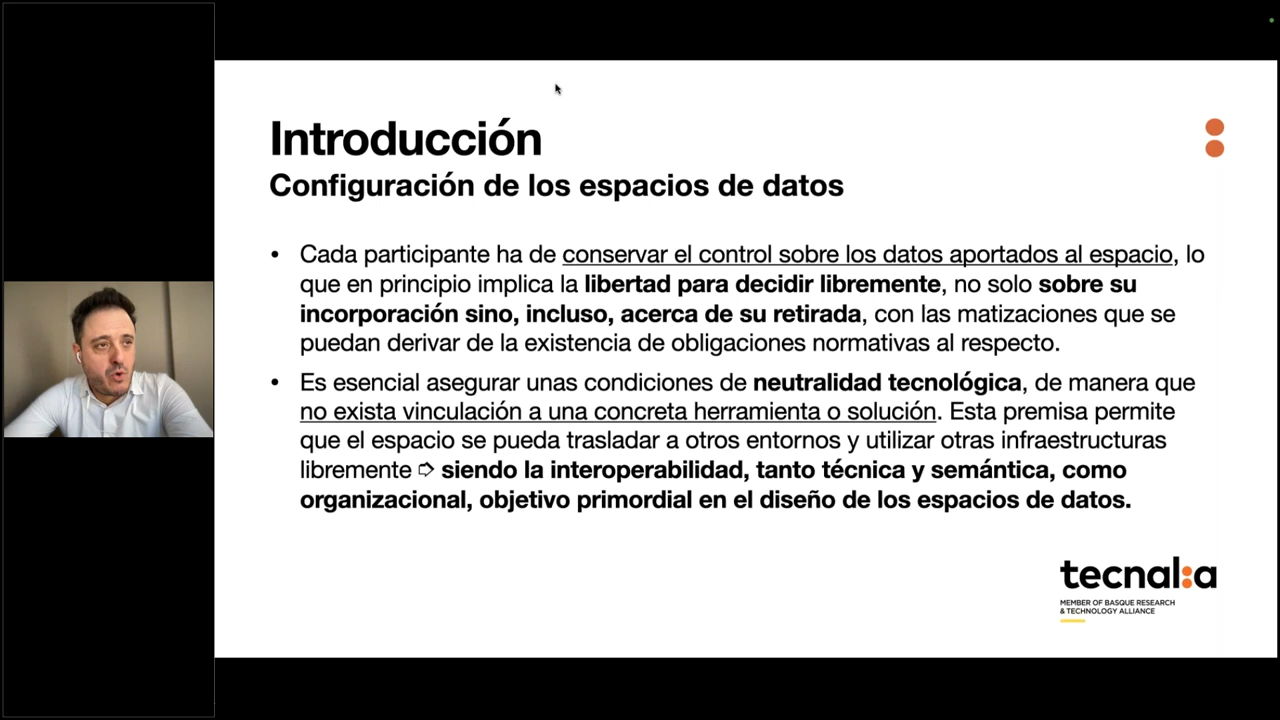 Introducción
Configuración de los espacios de datos
• Cada participante ha de conservar el control sobre los datos aportados al espacio, lo
que en principio implica la libertad para decidir libremente, no solo sobre su
incorporación sino, incluso, acerca de su retirada, con las matizaciones que se
puedan derivar de la existencia de obligaciones normativas al respecto.
• Es esencial asegurar unas condiciones de neutralidad tecnológica, de manera que
no exista vinculación a una concreta herramienta o solución. Esta premisa permite
que el espacio se pueda trasladar a otros entornos y utilizar otras infraestructuras
libremente ➩ siendo la interoperabilidad, tanto técnica y semántica, como
organizacional, objetivo primordial en el diseño de los espacios de datos.
tecnal:a
MEMBER OF BASQUE RESEARCH
& TECHNOLOGY ALLIANCE